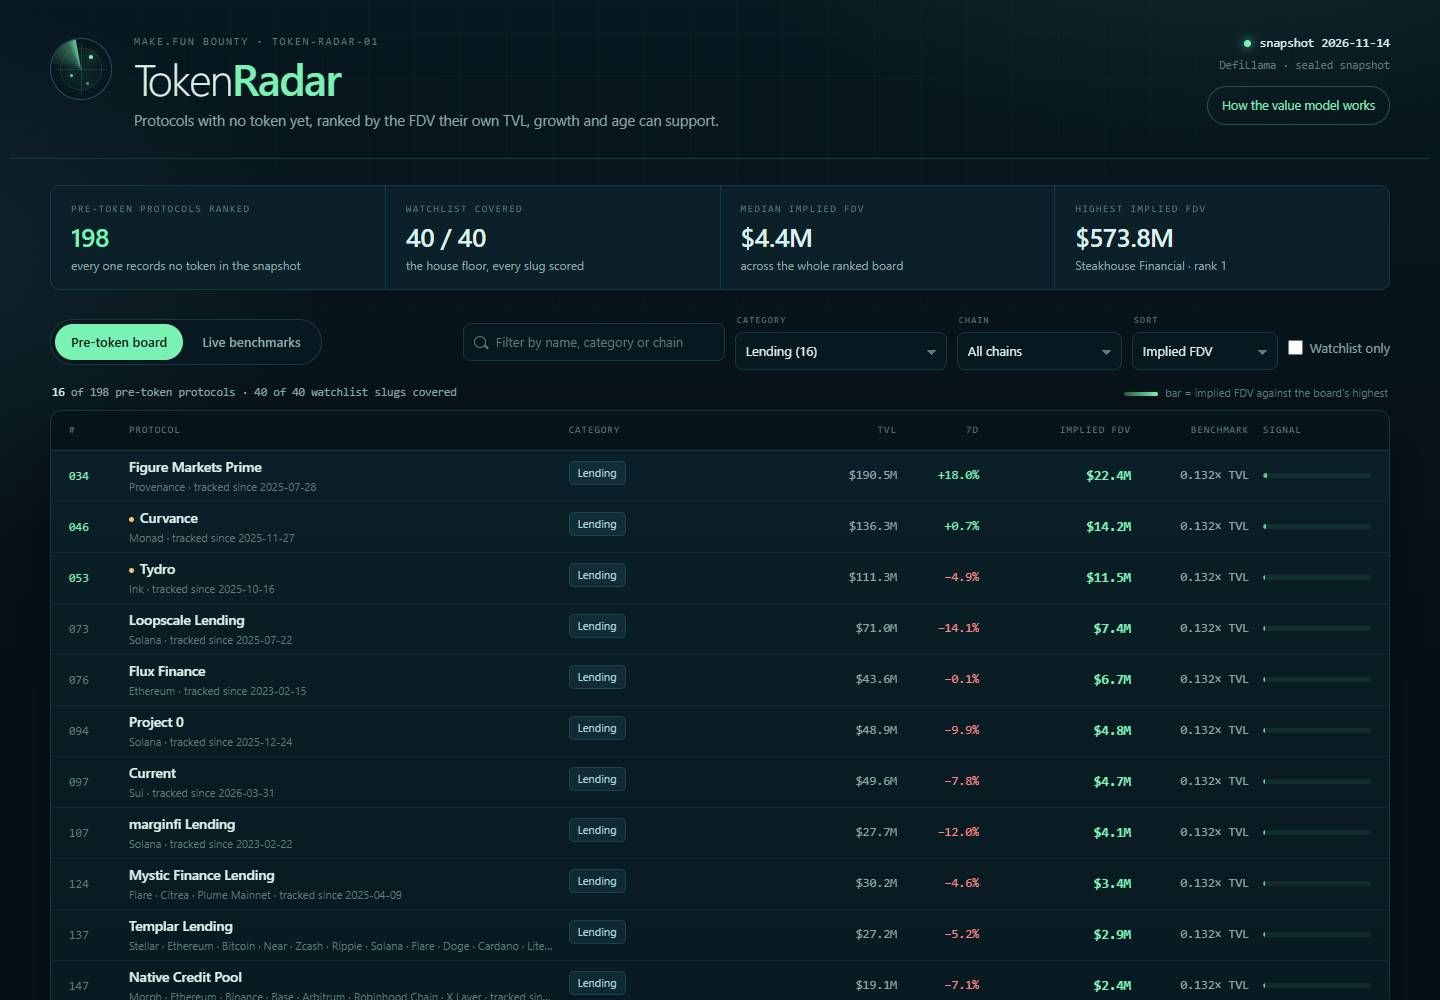 MAKE.FUN BOUNTY · TOKEN-RADAR-01
TokenRadar
Protocols with no token yet, ranked by the FDV their own TVL, growth and age can support.
snapshot 2026-11-14
DefiLlama · sealed snapshot
How the value model works
PRE-TOKEN PROTOCOLS RANKED
198
every one records no token in the snapshot
WATCHLIST COVERED
40 / 40
the house floor, every slug scored
MEDIAN IMPLIED FDV
$4.4M
across the whole ranked board
HIGHEST IMPLIED FDV
$573.8M
Steakhouse Financial · rank 1
Pre-token board
Live benchmarks
Filter by name, category or chain
CATEGORY
Lending (16)
CHAIN
All chains
SORT
Implied FDV
Watchlist only
16 of 198 pre-token protocols · 40 of 40 watchlist slugs covered
bar = implied FDV against the board's highest
# PROTOCOL CATEGORY TVL 7D IMPLIED FDV BENCHMARK SIGNAL
034 Figure Markets Prime Lending $190.5M +18.0% $22.4M 0.132× TVL
Provenance · tracked since 2025-07-28
046 Curvance Lending $136.3M +0.7% $14.2M 0.132× TVL
Monad · tracked since 2025-11-27
053 Tydro Lending $111.3M −4.9% $11.5M 0.132× TVL
Ink · tracked since 2025-10-16
073 Loopscale Lending Lending $71.0M −14.1% $7.4M 0.132× TVL
Solana · tracked since 2025-07-22
076 Flux Finance Lending $43.6M −0.1% $6.7M 0.132× TVL
Ethereum · tracked since 2023-02-15
094 Project 0 Lending $48.9M −9.9% $4.8M 0.132× TVL
Solana · tracked since 2025-12-24
097 Current Lending $49.6M −7.8% $4.7M 0.132× TVL
Sui · tracked since 2026-03-31
107 marginfi Lending Lending $27.7M −12.0% $4.1M 0.132× TVL
Solana · tracked since 2023-02-22
124 Mystic Finance Lending Lending $30.2M −4.6% $3.4M 0.132× TVL
Flare · Citrea · Plume Mainnet · tracked since 2025-04-09
137 Templar Lending Lending $27.2M −5.2% $2.9M 0.132× TVL
Stellar · Ethereum · Bitcoin · Near · Zcash · Ripple · Solana · Flare · Doge · Cardano · Lite...
147 Native Credit Pool Lending $19.1M −7.1% $2.4M 0.132× TVL
Morph · Ethereum · Binance · Base · Arbitrum · Robinhood Chain · X Layer · tracked sin...